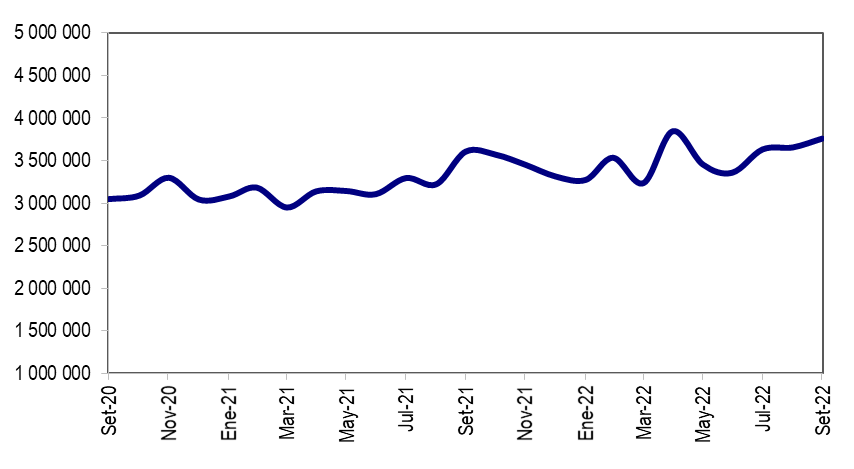 5 000 000
4 500 000
4 000 000
3 500 000
3 000 000
2 500 000
2 000 000
1 500 000
1 000 000
Set-20
Nov-20
Ene-21
Mar-21
May-21
Jul-21
Set-21
Nov-21
Ene-22
Mar-22
May-22
Jul-22
Set-22